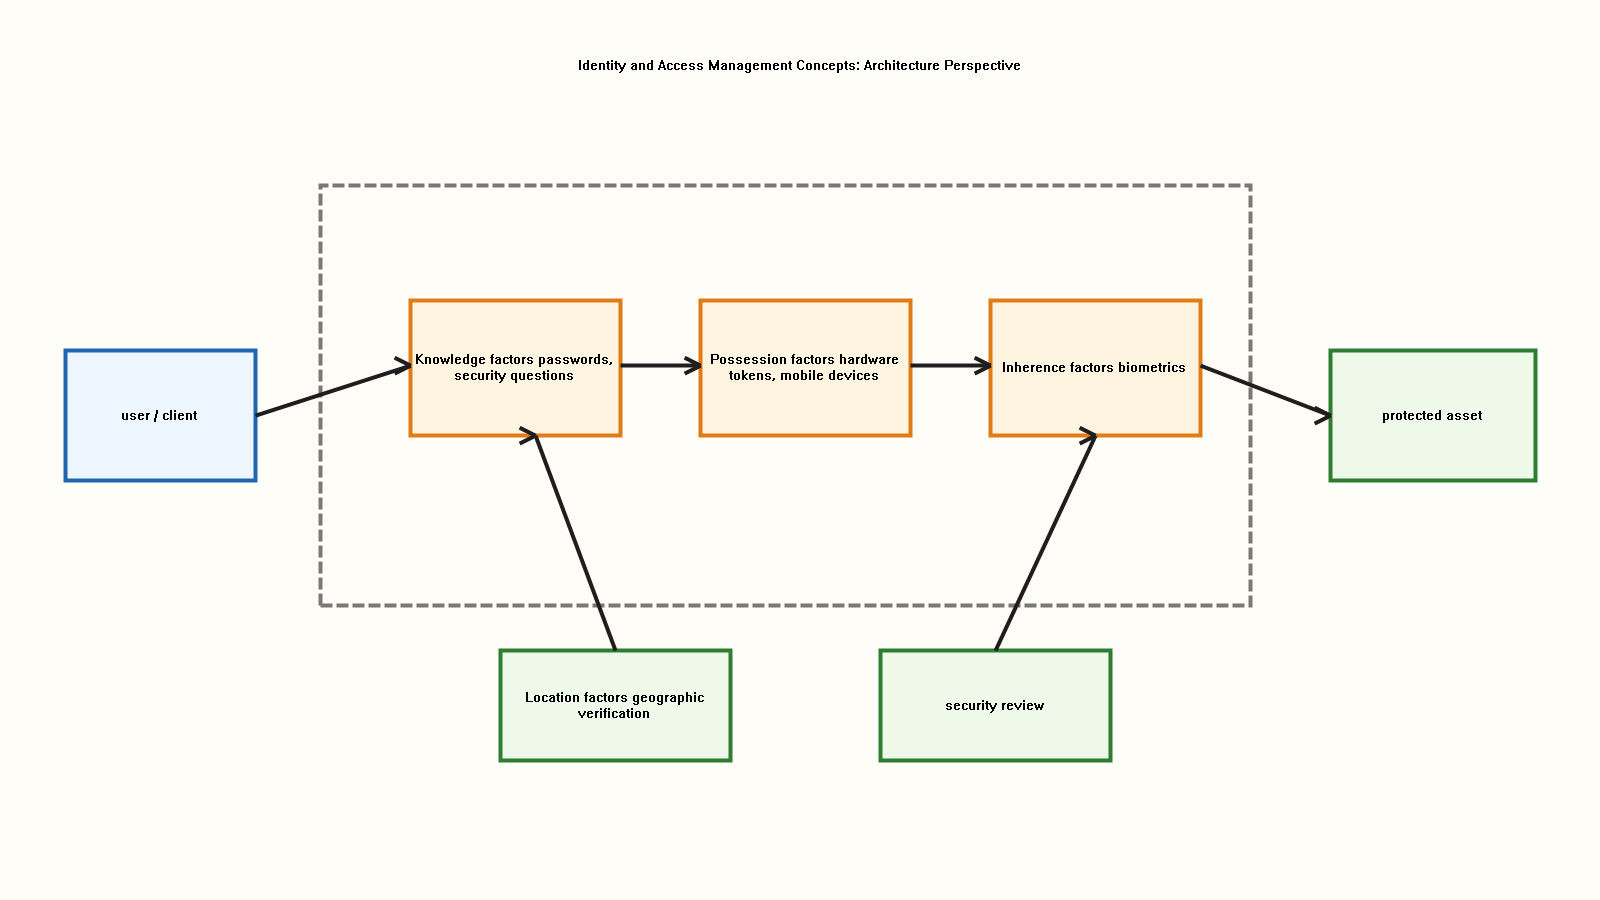 Identity and Access Management Concepts: Architecture Perspective
Knowledge factors passwords,
security questions
Possession factors hardware
tokens, mobile devices
Inherence factors biometrics
user / client
protected asset
Location factors geographic
verification
security review